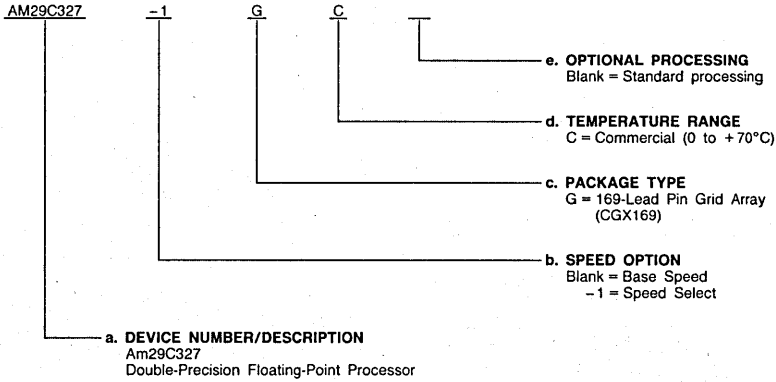 AM29C327 -1 G C
e. OPTIONAL PROCESSING
Blank = Standard processing
d. TEMPERATURE RANGE
C = Commercial (0 to +70°C)
c. PACKAGE TYPE
G = 169-Lead Pin Grid Array
(CGX169)
b. SPEED OPTION
Blank = Base Speed
-1 = Speed Select
a. DEVICE NUMBER/DESCRIPTION
Am29C327
Double-Precision Floating-Point Processor